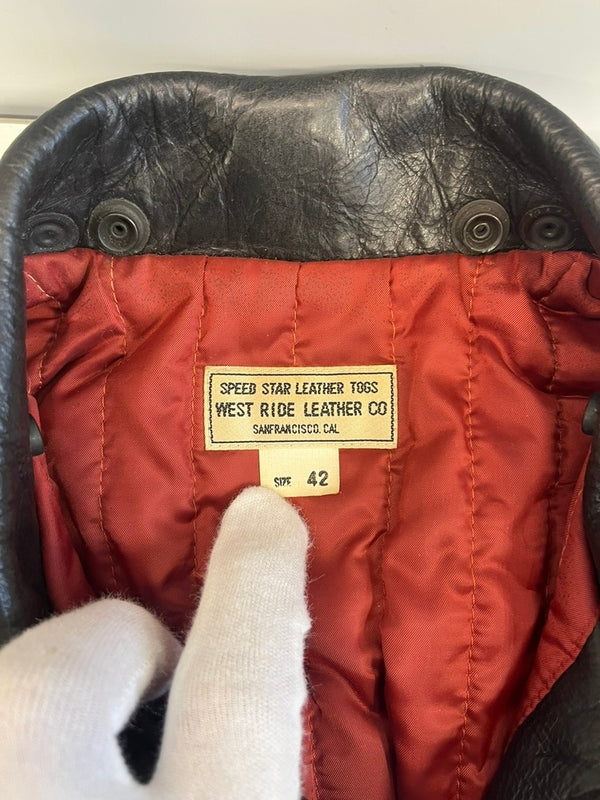 SPEED STAR LEATHER TOGS
WEST RIDE LEATHER CO
SANFRANCISCO. CAL
SIZE 42